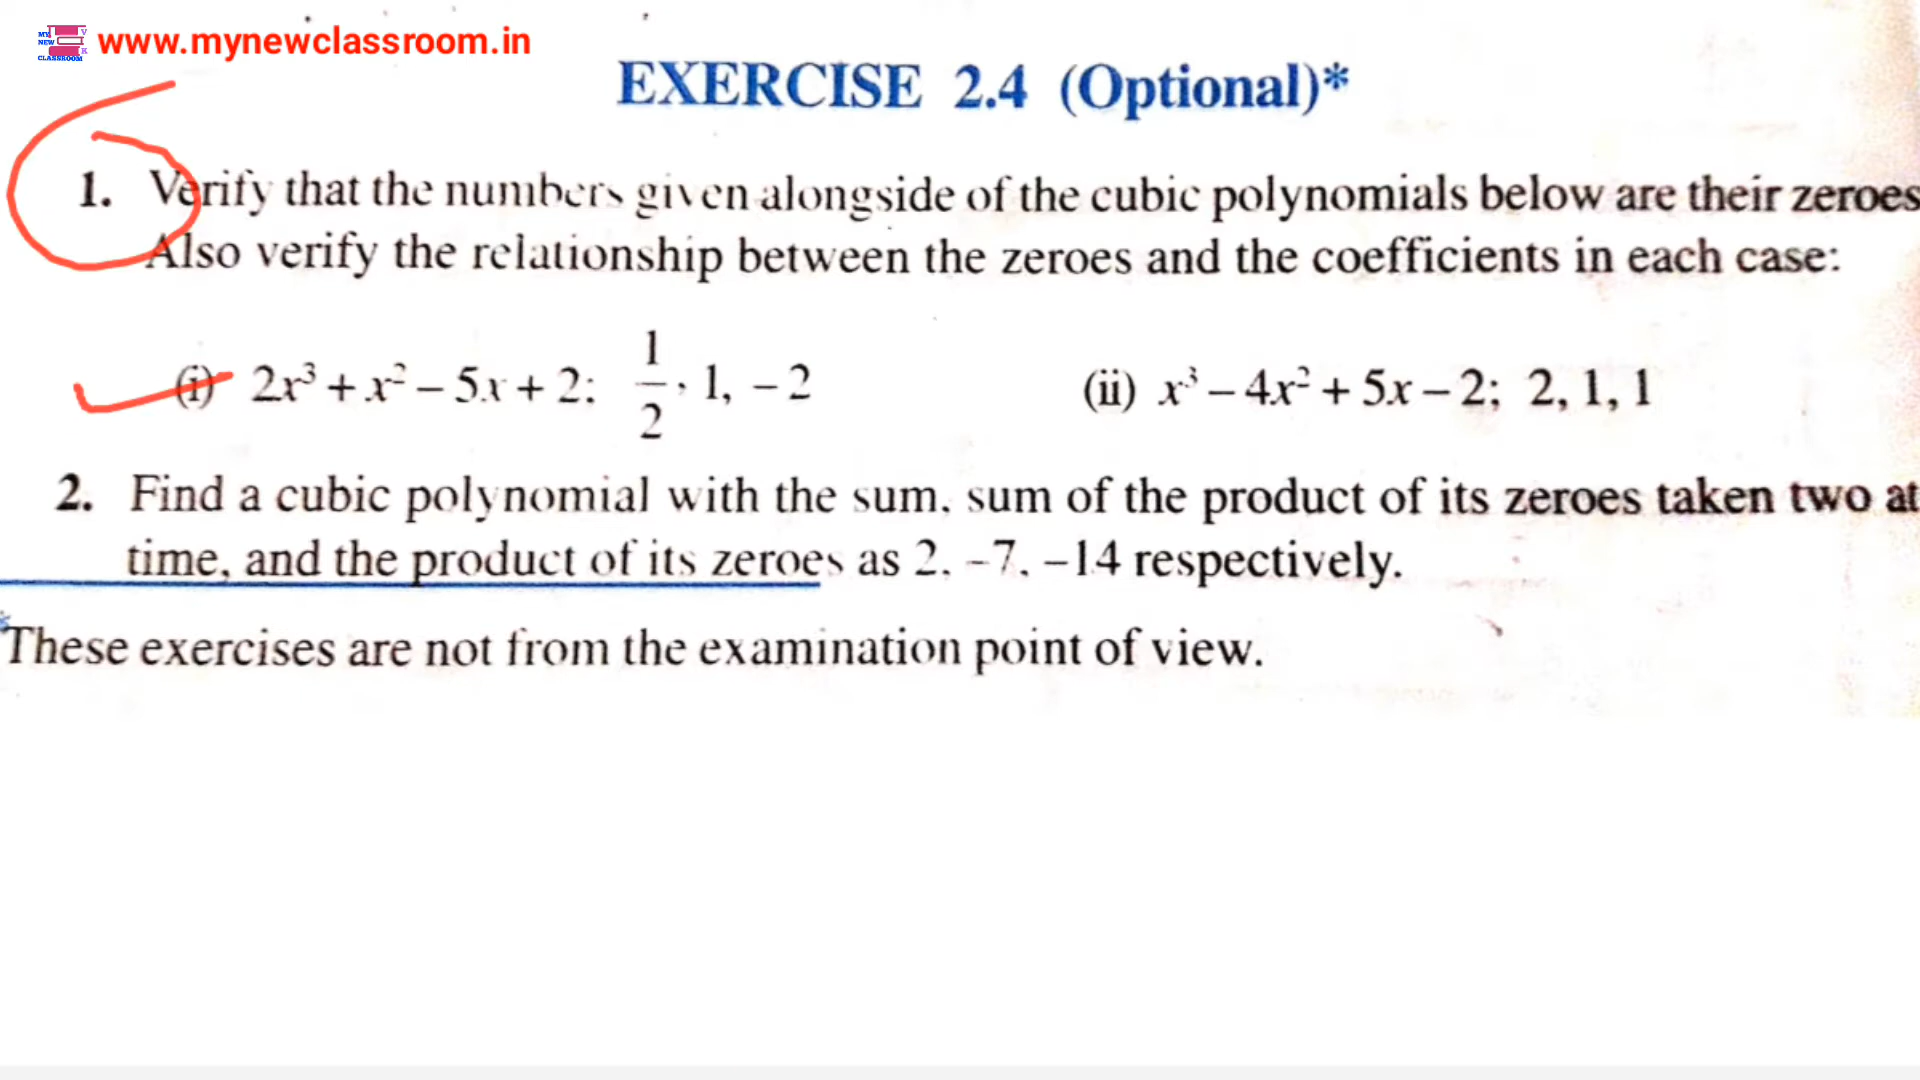 MY NEW CLASSROOM VK www.mynewclassroom.in
EXERCISE 2.4 (Optional)*
1. Verify that the numbers given alongside of the cubic polynomials below are their zeroes
Also verify the relationship between the zeroes and the coefficients in each case:
(i) 2x³ + x² – 5x + 2; 1/2, 1, – 2 (ii) x³ – 4x² + 5x – 2; 2, 1, 1
2. Find a cubic polynomial with the sum, sum of the product of its zeroes taken two at
time, and the product of its zeroes as 2, –7, –14 respectively.
*These exercises are not from the examination point of view.